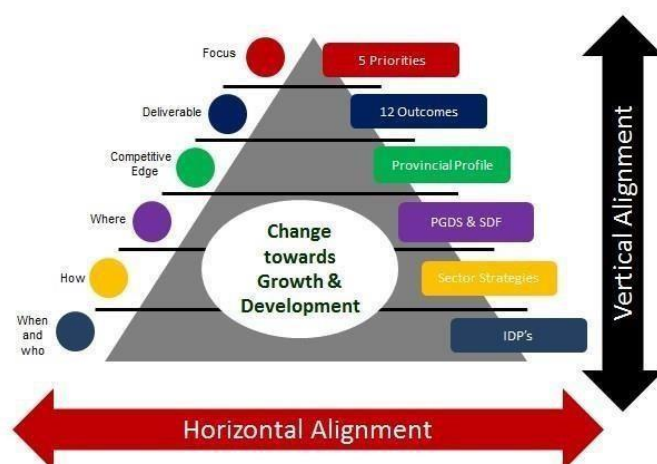 Focus
5 Priorities
Deliverable
12 Outcomes
Competitive
Edge
Provincial Profile
Where
PGDS & SDF
Change
towards
Growth &
Development
How
Sector Strategies
When
and
who
IDP's
Vertical Alignment
Horizontal Alignment